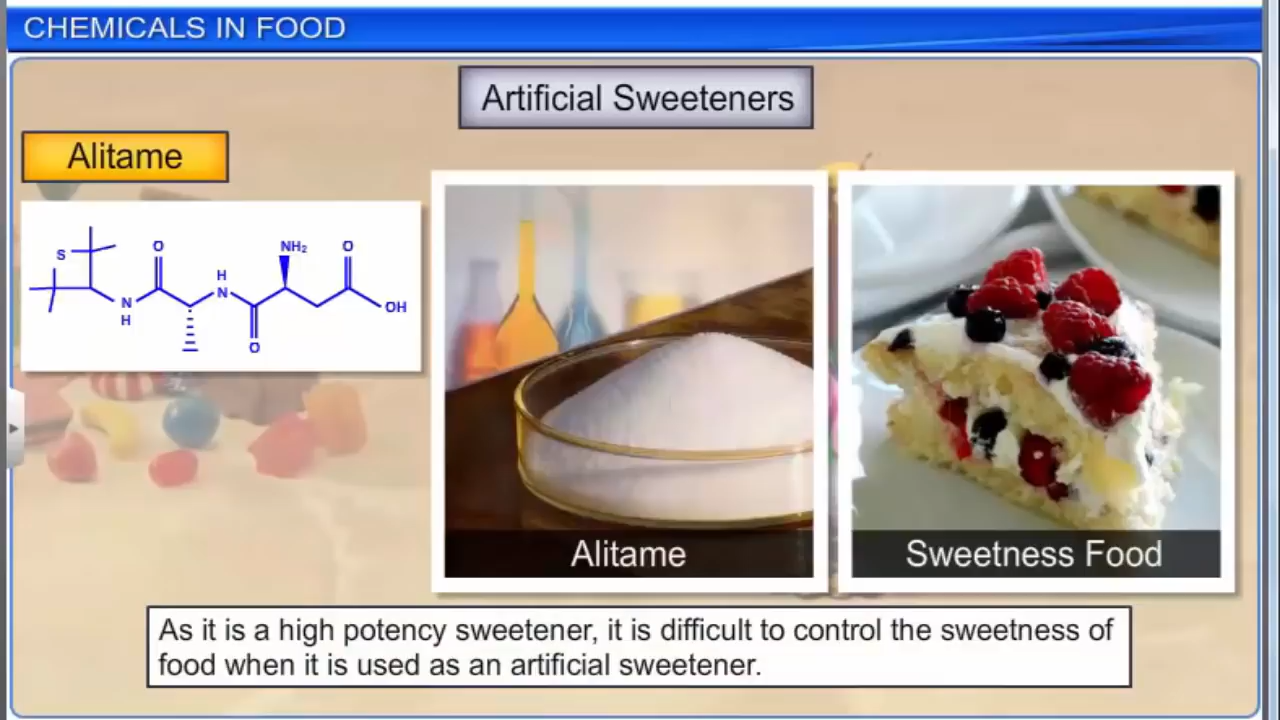 CHEMICALS IN FOOD
Artificial Sweeteners
Alitame
S
O
NH₂
O
H
N
N
H
OH
O
Alitame
Sweetness Food
As it is a high potency sweetener, it is difficult to control the sweetness of
food when it is used as an artificial sweetener.